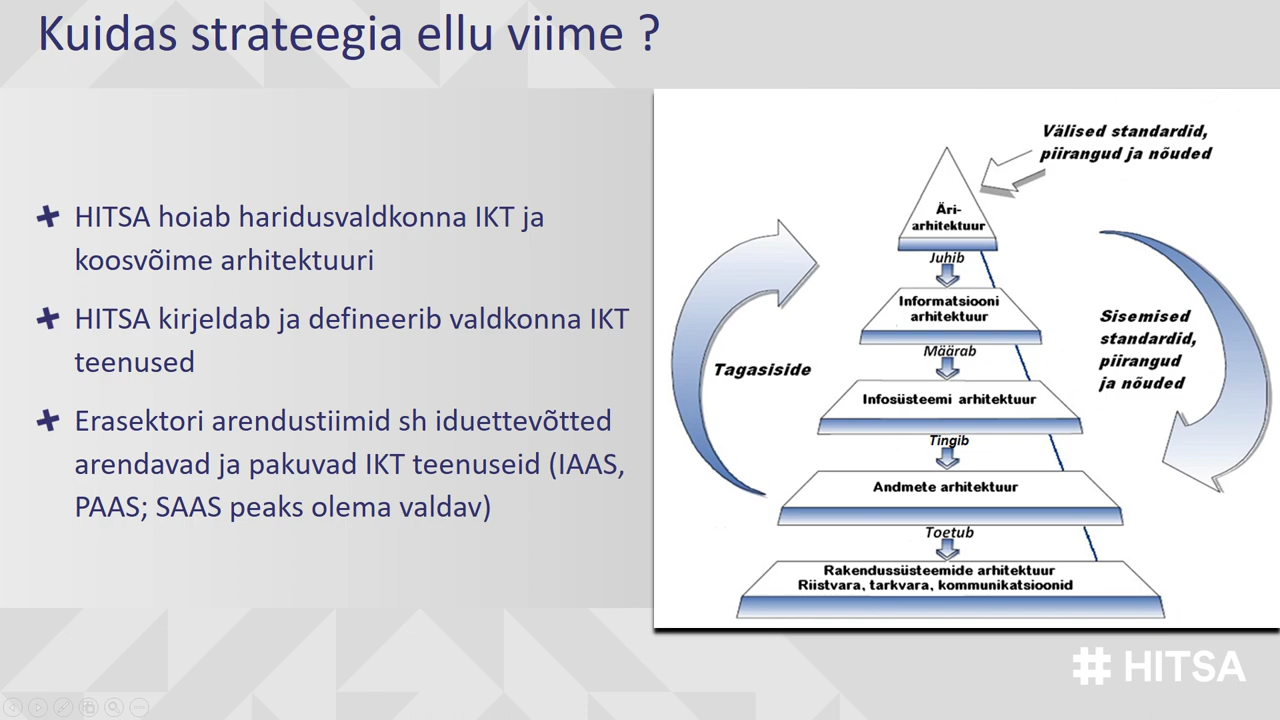 Kuidas strateegia ellu viime ?
HITSA hoiab haridusvaldkonna IKT ja
koosvõime arhitektuuri
HITSA kirjeldab ja defineerib valdkonna IKT
teenused
Erasektori arendustiimid sh iduettevõtted
arendavad ja pakuvad IKT teenuseid (IAAS,
PAAS; SAAS peaks olema valdav)
Välised standardid,
piirangud ja nõuded
Äri-
arhitektuur
Juhib
Informatsiooni
arhitektuur
Määrab
Infosüsteemi arhitektuur
Tingib
Andmete arhitektuur
Toetub
Rakendussüsteemide arhitektuur
Riistvara, tarkvara, kommunikatsioonid
Tagasiside
Sisemised
standardid,
piirangud
ja nõuded
HITSA